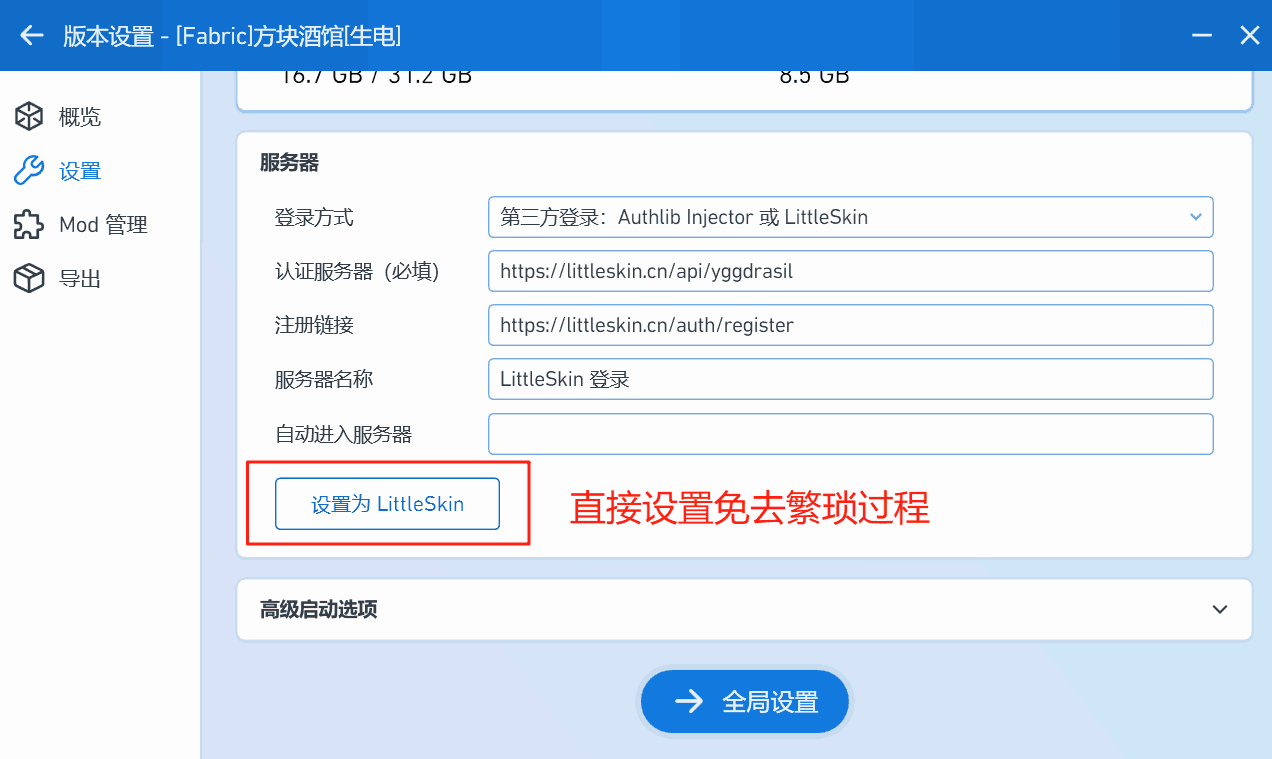 版本设置 - [Fabric]方块酒馆[生电]
16.7 GB / 31.2 GB
8.5 GB
概览
设置
Mod 管理
导出
服务器
登录方式
第三方登录：Authlib Injector 或 LittleSkin
认证服务器（必填)
https://littleskin.cn/api/yggdrasil
注册链接
https://littleskin.cn/auth/register
服务器名称
LittleSkin 登录
自动进入服务器
设置为 LittleSkin
直接设置免去繁琐过程
高级启动选项
全局设置